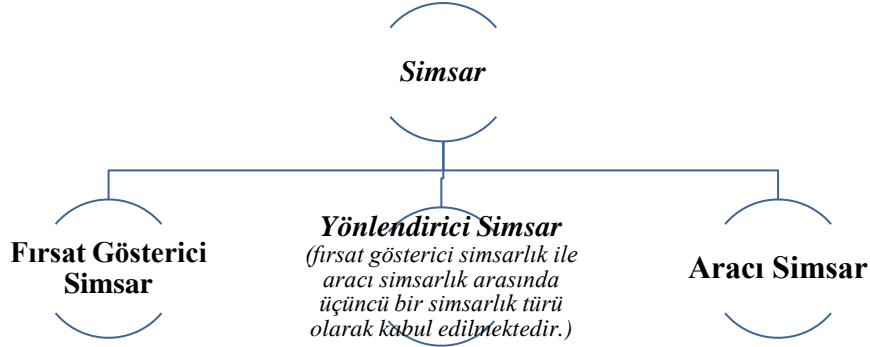 Simsar
Fırsat Gösterici
Simsar
Yönlendirici Simsar
(fırsat gösterici simsarlık ile
aracı simsarlık arasında
üçüncü bir simsarlık türü
olarak kabul edilmektedir.)
Aracı Simsar